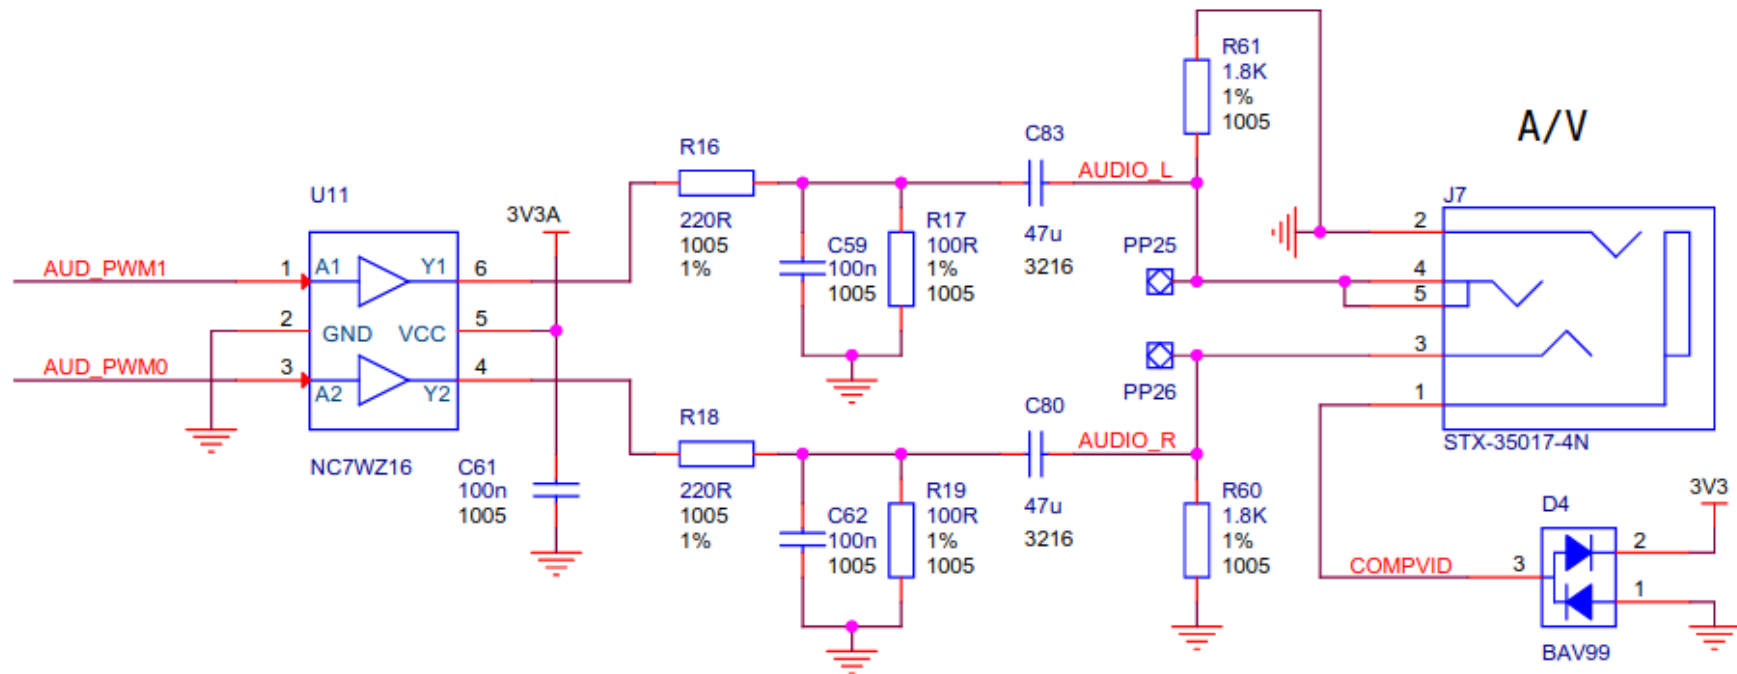 U11
AUD_PWM1
1
A1
Y1
6
2
GND
VCC
5
AUD_PWM0
3
A2
Y2
4
NC7WZ16
3V3A
C61
100n
1005
R16
220R
1005
1%
C59
100n
1005
R17
100R
1%
1005
C83
47u
3216
AUDIO_L
R61
1.8K
1%
1005
PP25
PP26
R18
220R
1005
1%
C62
100n
1005
R19
100R
1%
1005
C80
47u
3216
AUDIO_R
R60
1.8K
1%
1005
A/V
J7
2
4
5
3
1
STX-35017-4N
COMPVID
3
D4
2
1
BAV99
3V3